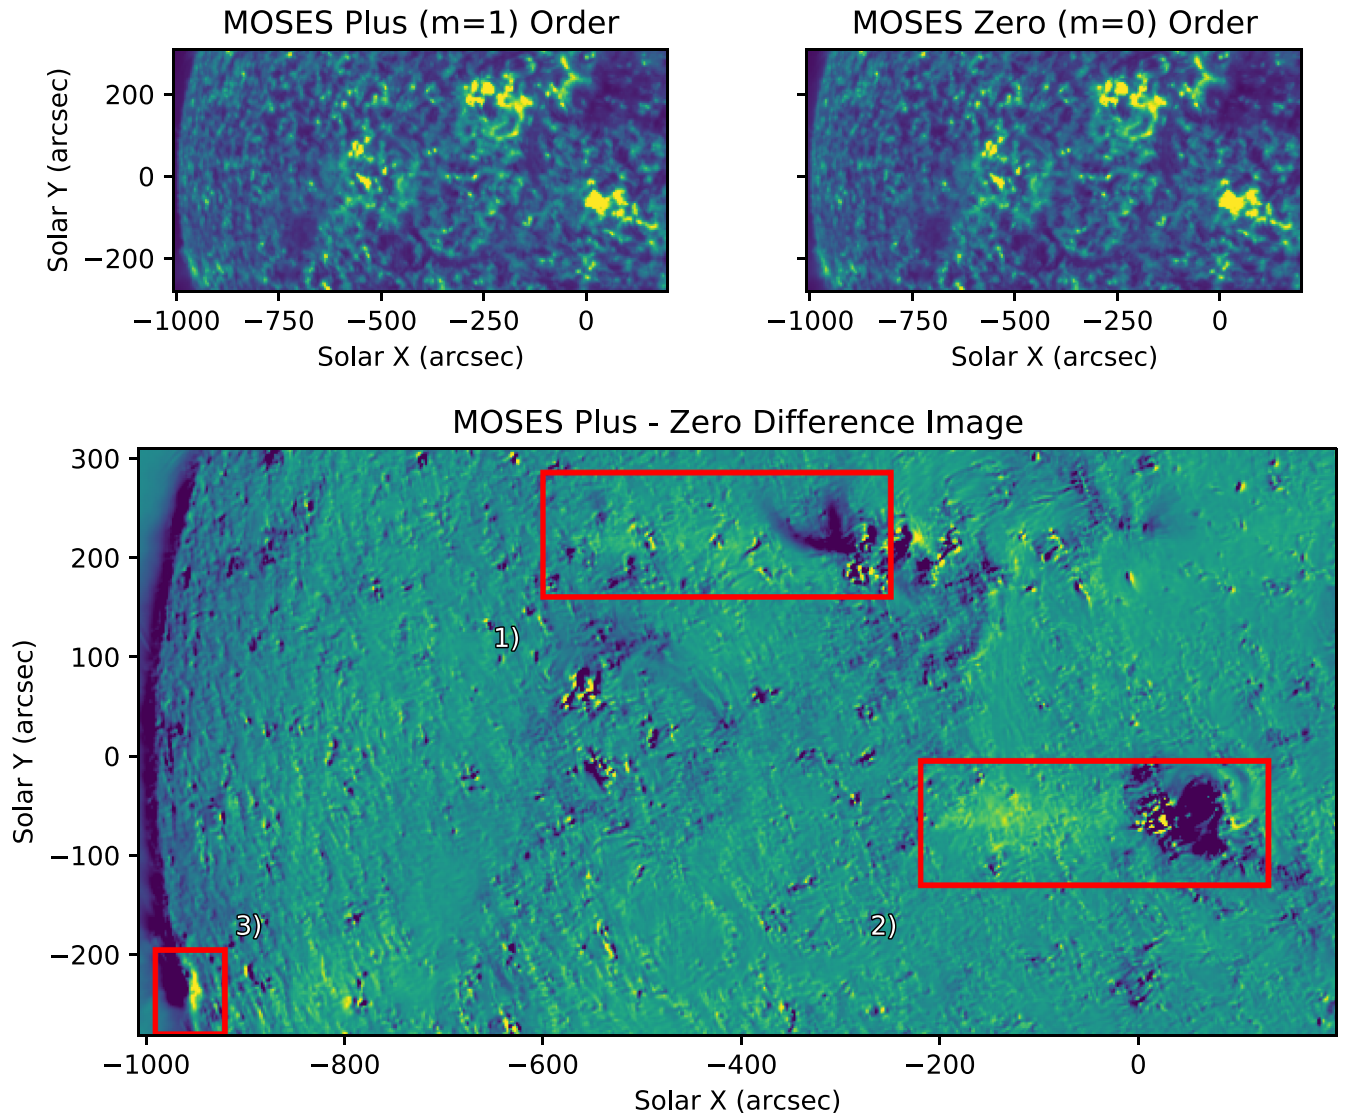 MOSES Plus (m=1) Order
MOSES Zero (m=0) Order
Solar Y (arcsec)
200
0
−200
−1000 −750 −500 −250 0
−1000 −750 −500 −250 0
Solar X (arcsec)
Solar X (arcsec)
MOSES Plus - Zero Difference Image
Solar Y (arcsec)
300
200
100
0
−100
−200
1)
2)
3)
−1000 −800 −600 −400 −200 0
Solar X (arcsec)